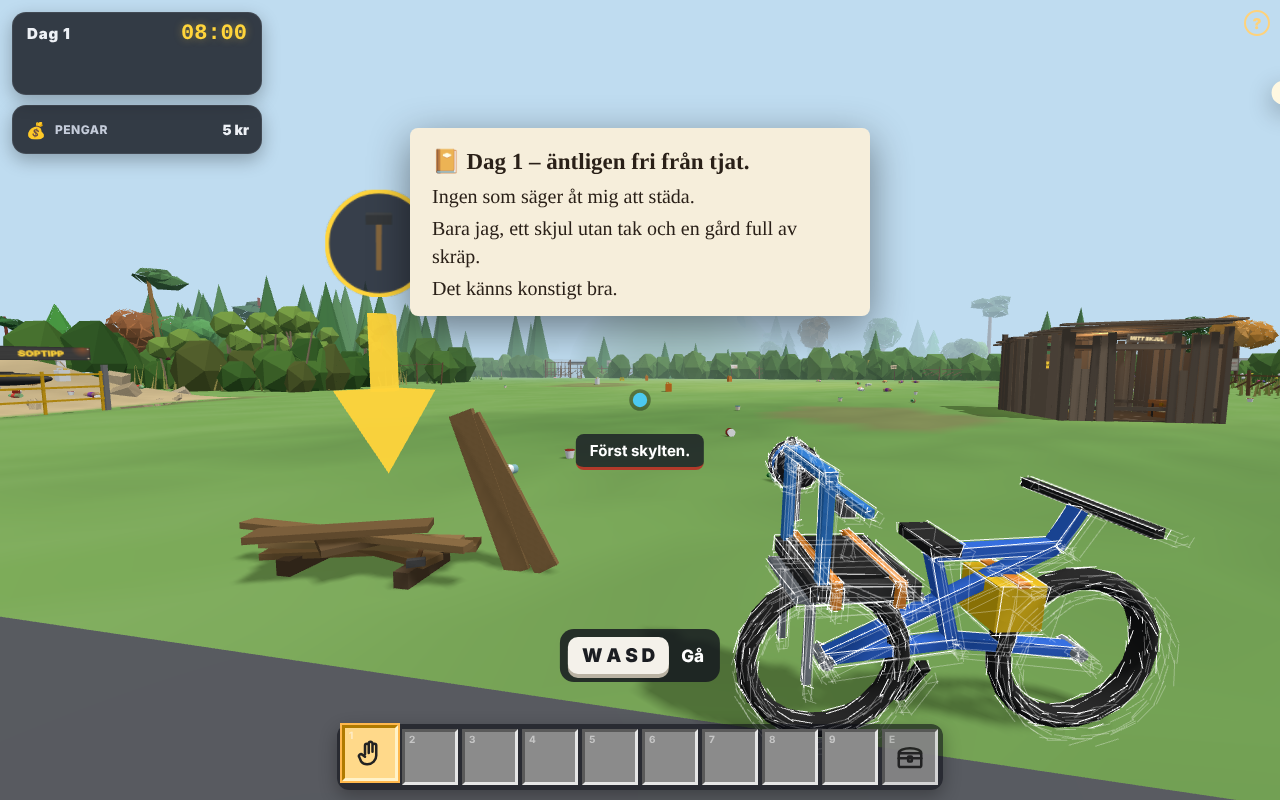 Dag 1
08:00
PENGAR
5 kr
Dag 1 – äntligen fri från tjat.
Ingen som säger åt mig att städa.
Bara jag, ett skjul utan tak och en gård full av
skräp.
Det känns konstigt bra.
?
SOPTIPP
MITT SKJUL
Först skylten.
WASD Gå
1 2 3 4 5 6 7 8 9 E